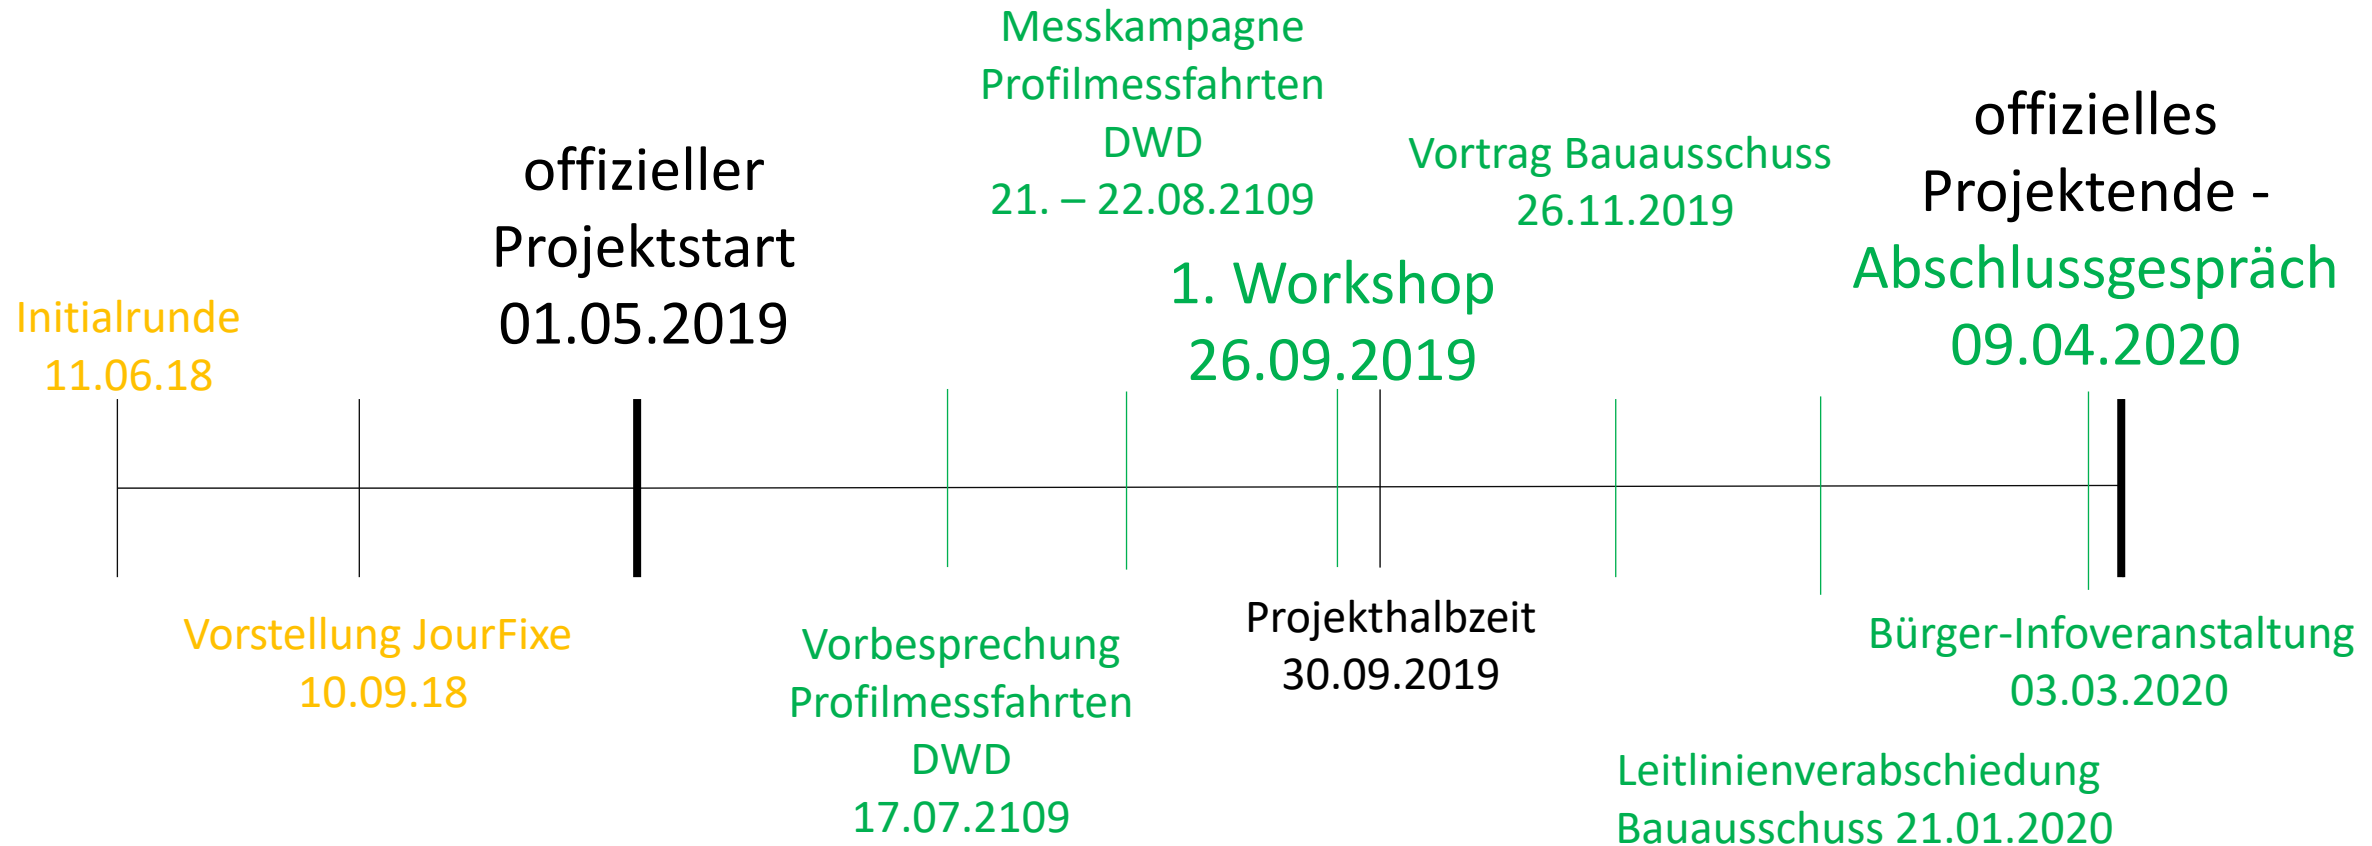 Messkampagne
Profilmessfahrten
DWD
21. – 22.08.2109
offizieller
Projektstart
01.05.2019
Vortrag Bauausschuss
26.11.2019
offizielles
Projektende -
Abschlussgespräch
09.04.2020
1. Workshop
26.09.2019
Initialrunde
11.06.18
Vorstellung JourFixe
10.09.18
Vorbesprechung
Profilmessfahrten
DWD
17.07.2109
Projekthalbzeit
30.09.2019
Bürger-Infoveranstaltung
03.03.2020
Leitlinienverabschiedung
Bauausschuss 21.01.2020